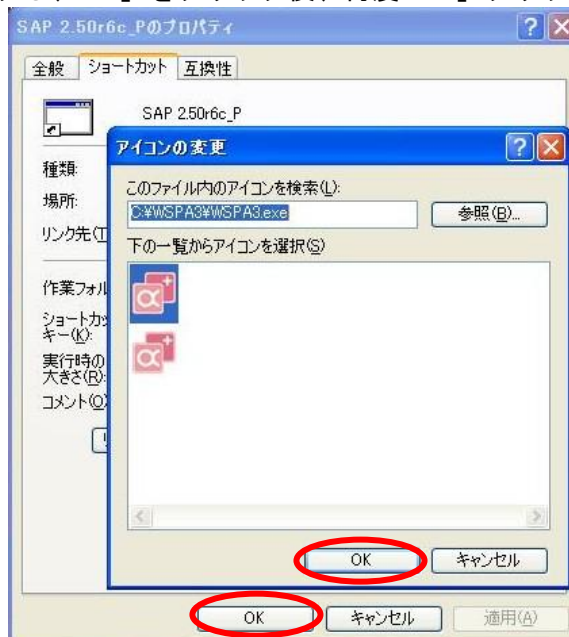 SAP 2.50r6c_Pのプロパティ
全般
ショートカット
互換性
SAP 2.50r6c_P
アイコンの変更
種類:
場所:
リンク先(T
作業フォル
ショートカッ
キー(K):
実行時の
大きさ(R):
コメント(O)
このファイル内のアイコンを検索(L):
C:¥WSPA3¥WSPA3.exe
参照(B)...
下の一覧からアイコンを選択(S)
α+
α+
OK
キャンセル
OK
キャンセル
適用(A)